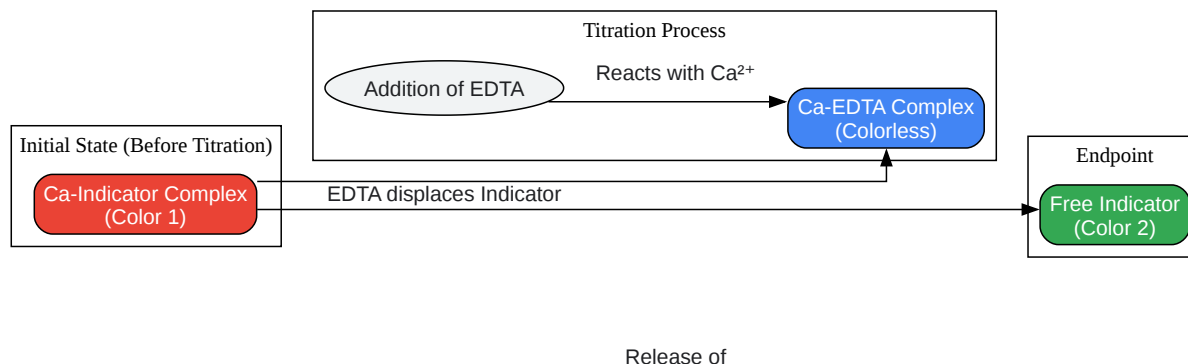 Titration Process
Addition of EDTA
Reacts with Ca²⁺
Ca-EDTA Complex
(Colorless)
Initial State (Before Titration)
Ca-Indicator Complex
(Color 1)
EDTA displaces Indicator
Endpoint
Free Indicator
(Color 2)
Release of